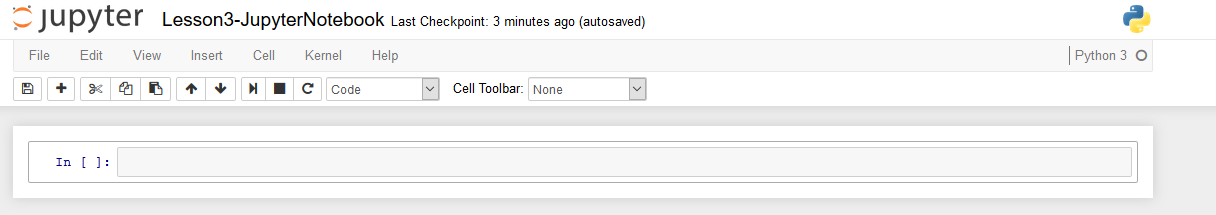 jupyter Lesson3-JupyterNotebook Last Checkpoint: 3 minutes ago (autosaved)
File Edit View Insert Cell Kernel Help Python 3
Code Cell Toolbar: None
In [ ]: